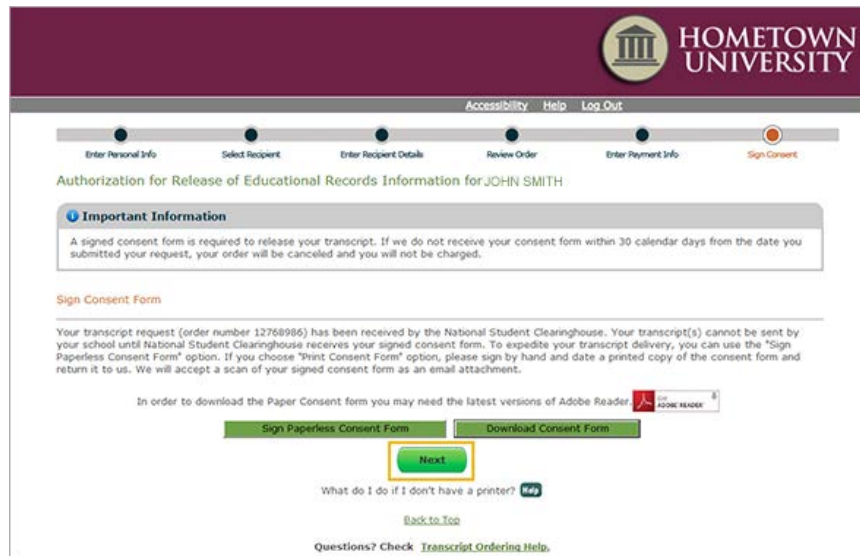 HOMETOWN
UNIVERSITY
Accessibility Help Log Out
Enter Personal Info Select Recipient Enter Recipient Details Review Order Enter Payment Info Sign Consent
Authorization for Release of Educational Records Information for JOHN SMITH
Important Information
A signed consent form is required to release your transcript. If we do not receive your consent form within 30 calendar days from the date you
submitted your request, your order will be canceled and you will not be charged.
Sign Consent Form
Your transcript request (order number 12768986) has been received by the National Student Clearinghouse. Your transcript(s) cannot be sent by
your school until National Student Clearinghouse receives your signed consent form. To expedite your transcript delivery, you can use the "Sign
Paperless Consent Form" option. If you choose "Print Consent Form" option, please sign by hand and date a printed copy of the consent form and
return it to us. We will accept a scan of your signed consent form as an email attachment.
In order to download the Paper Consent form you may need the latest versions of Adobe Reader. Get ADOBE READER
Sign Paperless Consent Form Download Consent Form
Next
What do I do if I don't have a printer? Help
Back to Top
Questions? Check Transcript Ordering Help.